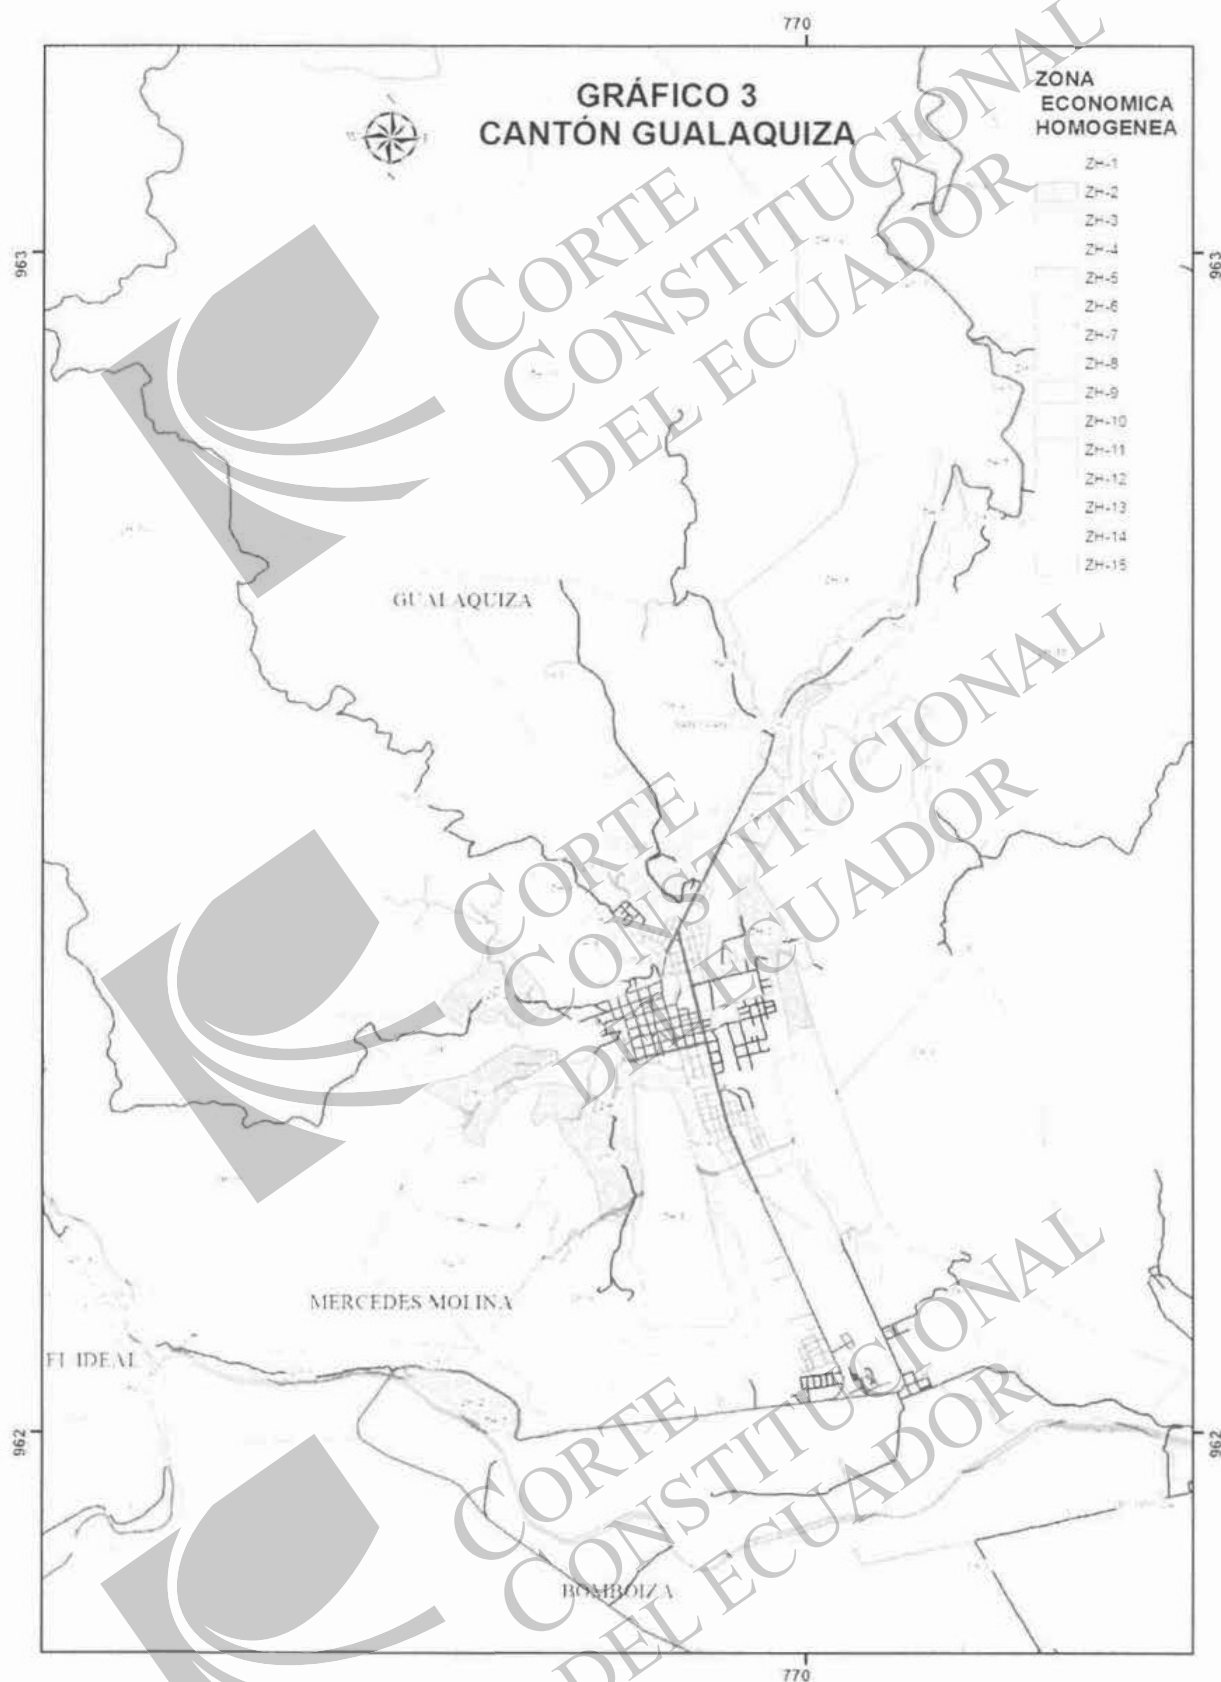 770
GRÁFICO 3
CANTÓN GUALAQUIZA
ZONA
ECONOMICA
HOMOGENEA
ZH-1
ZH-2
ZH-3
ZH-4
ZH-5
ZH-6
ZH-7
ZH-8
ZH-9
ZH-10
ZH-11
ZH-12
ZH-13
ZH-14
ZH-15
963
963
CORTE
CONSTITUCIONAL
DEL ECUADOR
GUALAQUIZA
CORTE
CONSTITUCIONAL
DEL ECUADOR
MERCEDES MOLINA
EL IDEAL
962
962
CORTE
CONSTITUCIONAL
DEL ECUADOR
BOMBOIZA
770